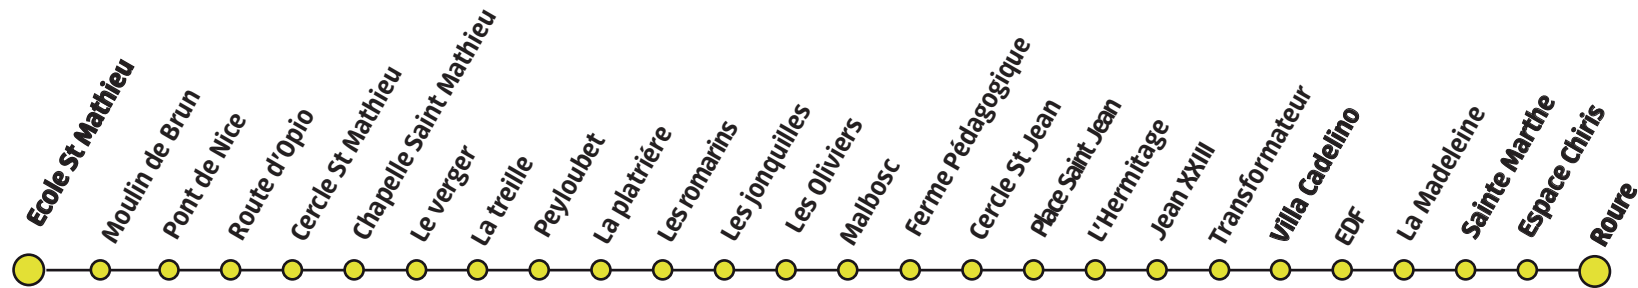 Ecole St Mathieu
Moulin de Brun
Pont de Nice
Route d'Opio
Cercle St Mathieu
Chapelle Saint Mathieu
Le verger
La treille
Peyloubet
La platriére
Les romarins
Les jonquilles
Les Oliviers
Malbosc
Ferme Pédagogique
Cercle St Jean
Place Saint Jean
L'Hermitage
Jean XXIII
Transformateur
Villa Cadelino
EDF
La Madeleine
Sainte Marthe
Espace Chiris
Roure